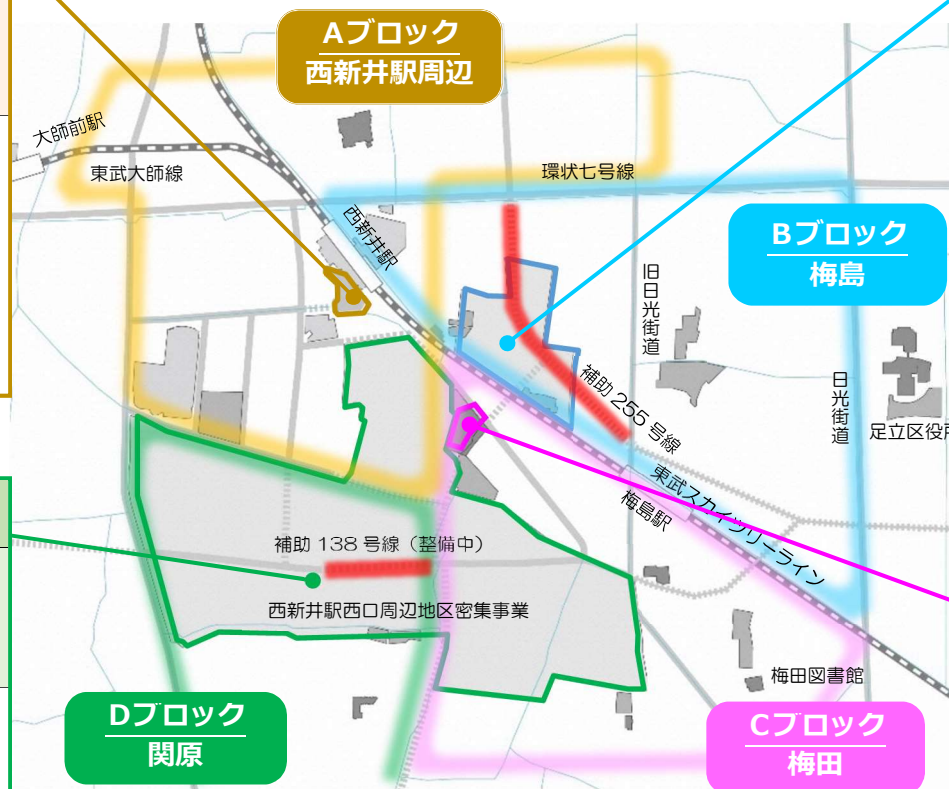 Aブロック
西新井駅周辺
大師前駅
東武大師線
環状七号線
西新井駅
Bブロック
梅島
旧日光街道
補助 255 号線
日光街道
足立区役所
東武スカイツリーライン
梅島駅
補助 138 号線（整備中）
西新井駅西口周辺地区密集事業
梅田図書館
Dブロック
関原
Cブロック
梅田